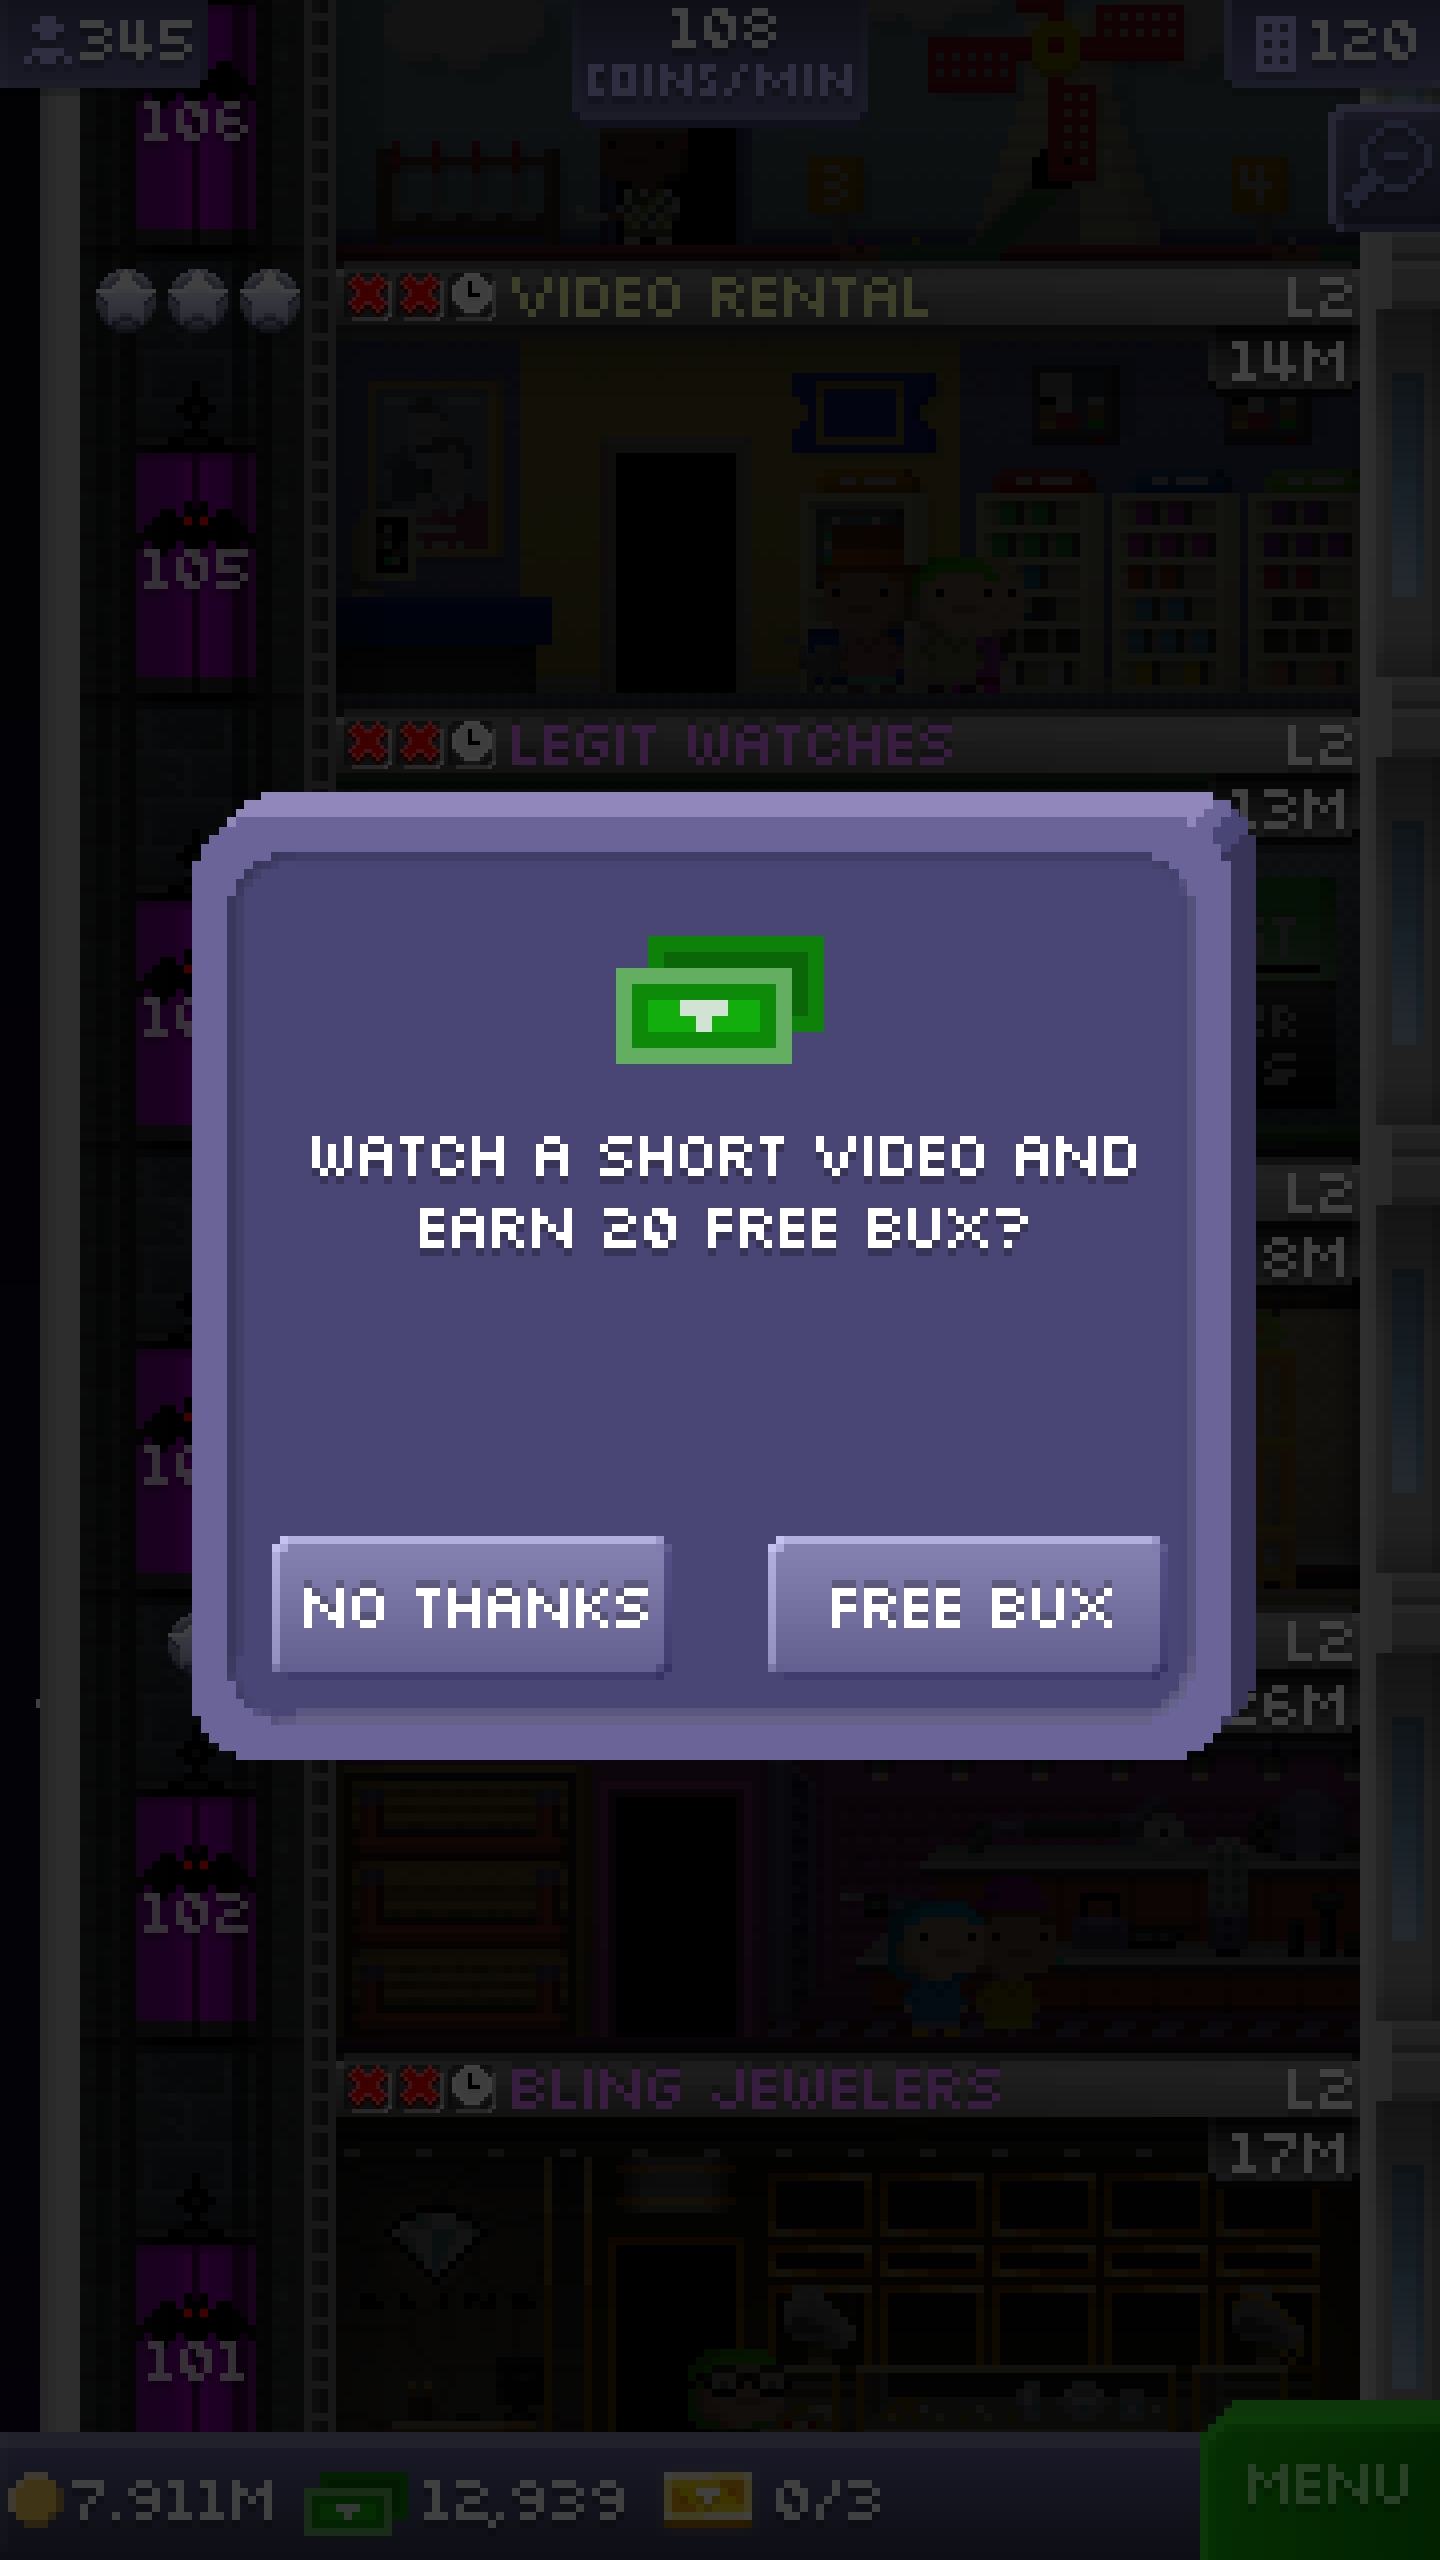 345
108
COINS/MIN
120
106
3
4
VIDEO RENTAL
L2
14M
105
LEGIT WATCHES
L2
13M
WATCH A SHORT VIDEO AND
EARN 20 FREE BUX?
L2
8M
NO THANKS
FREE BUX
L2
26M
102
BLING JEWELERS
L2
17M
101
7.911M
12,939
0/3
MENU